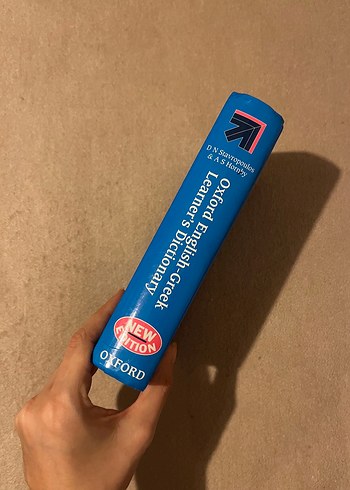 D N Stavropoulos
& A S Hornby
Oxford English-Greek
Learner's Dictionary
NEW
EDITION
OXFORD